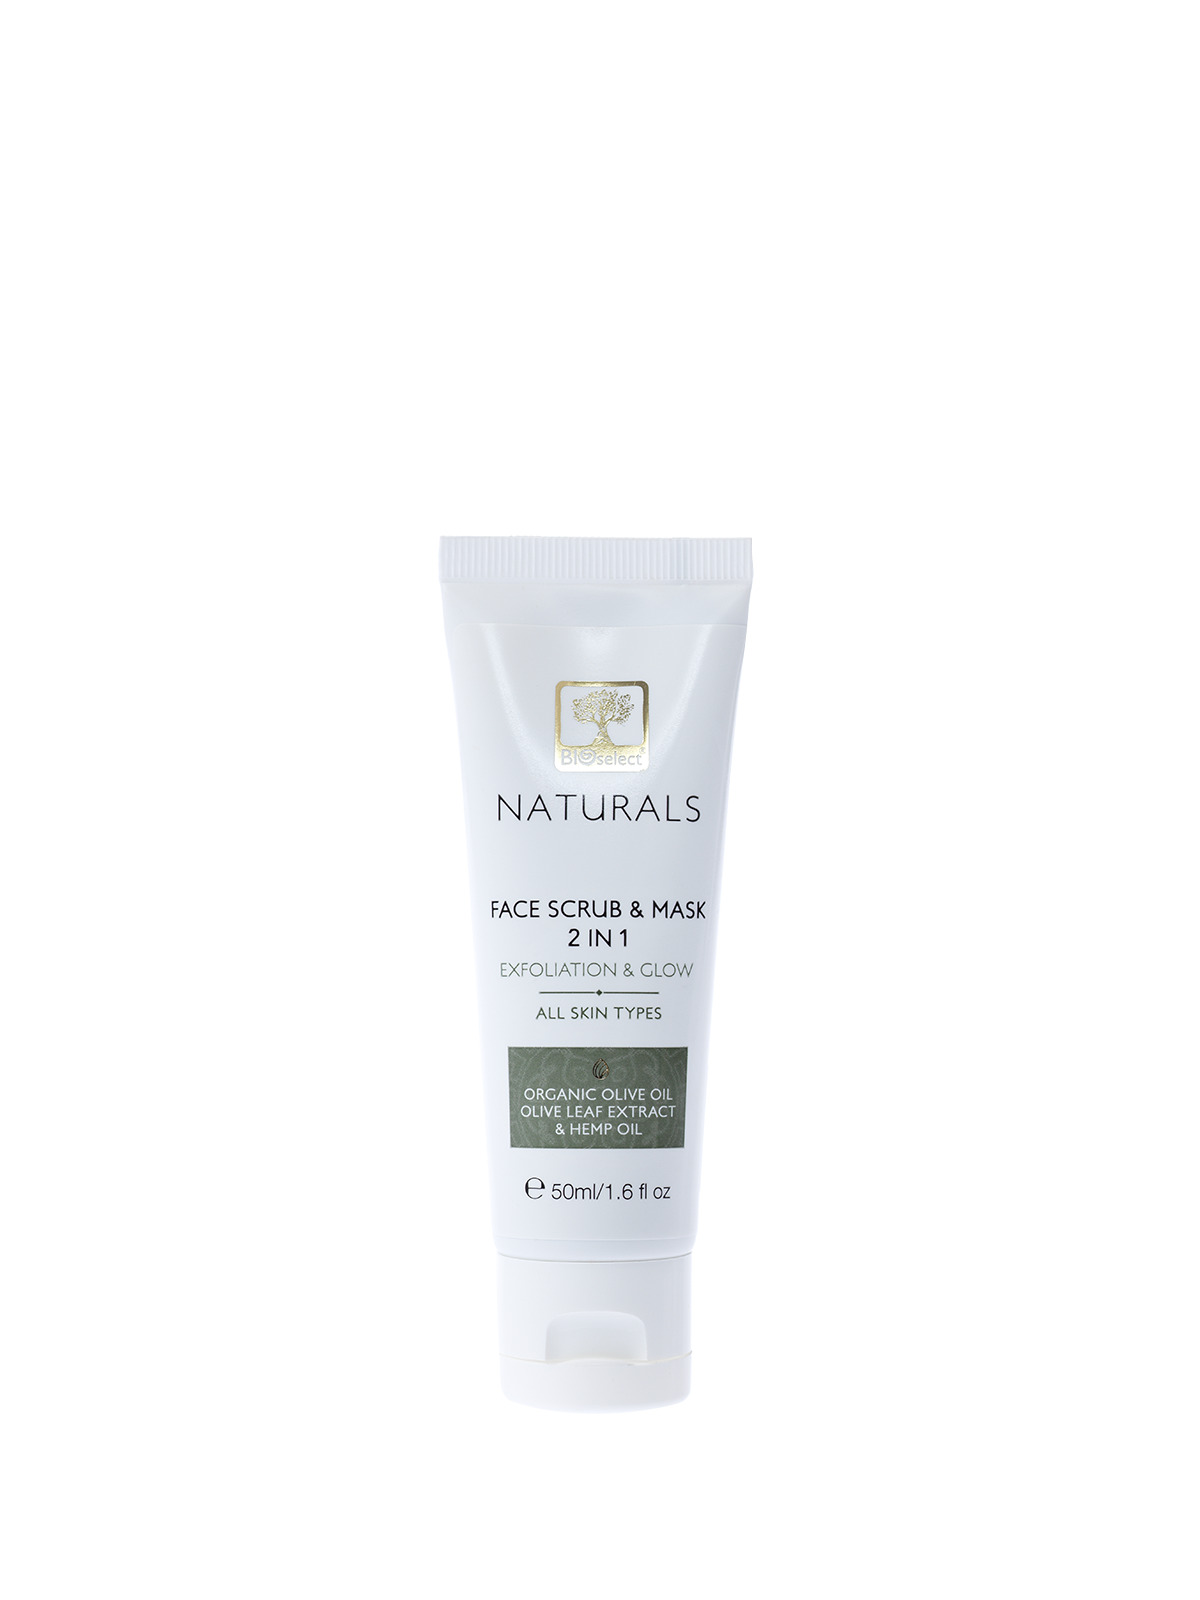 BIOselect®
NATURALS
FACE SCRUB & MASK
2 IN 1
EXFOLIATION & GLOW
ALL SKIN TYPES
ORGANIC OLIVE OIL
OLIVE LEAF EXTRACT
& HEMP OIL
℮ 50ml/1.6 fl oz